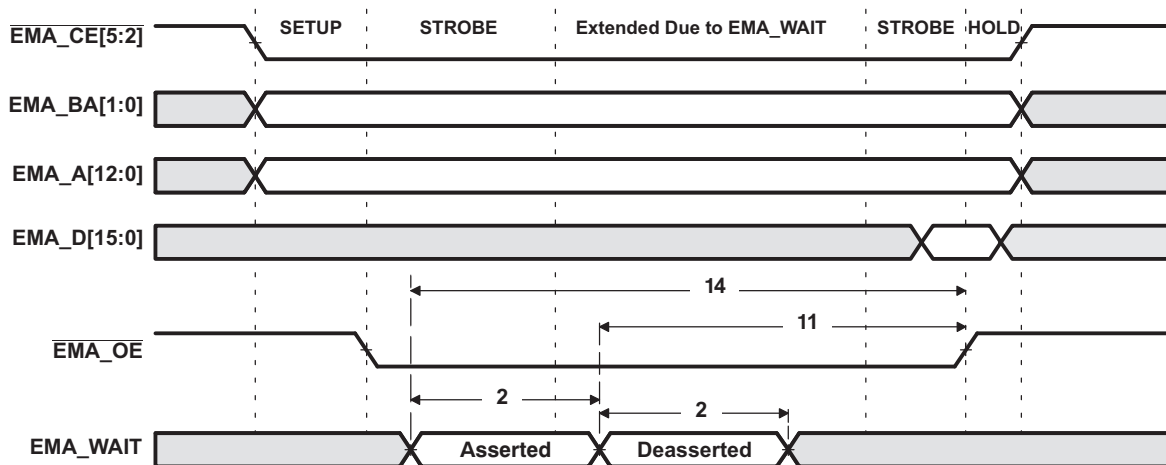 SETUP STROBE Extended Due to EMA_WAIT STROBE HOLD
EMA_CE[5:2]
EMA_BA[1:0]
EMA_A[12:0]
EMA_D[15:0]
14
11
EMA_OE
2
2
EMA_WAIT Asserted Deasserted